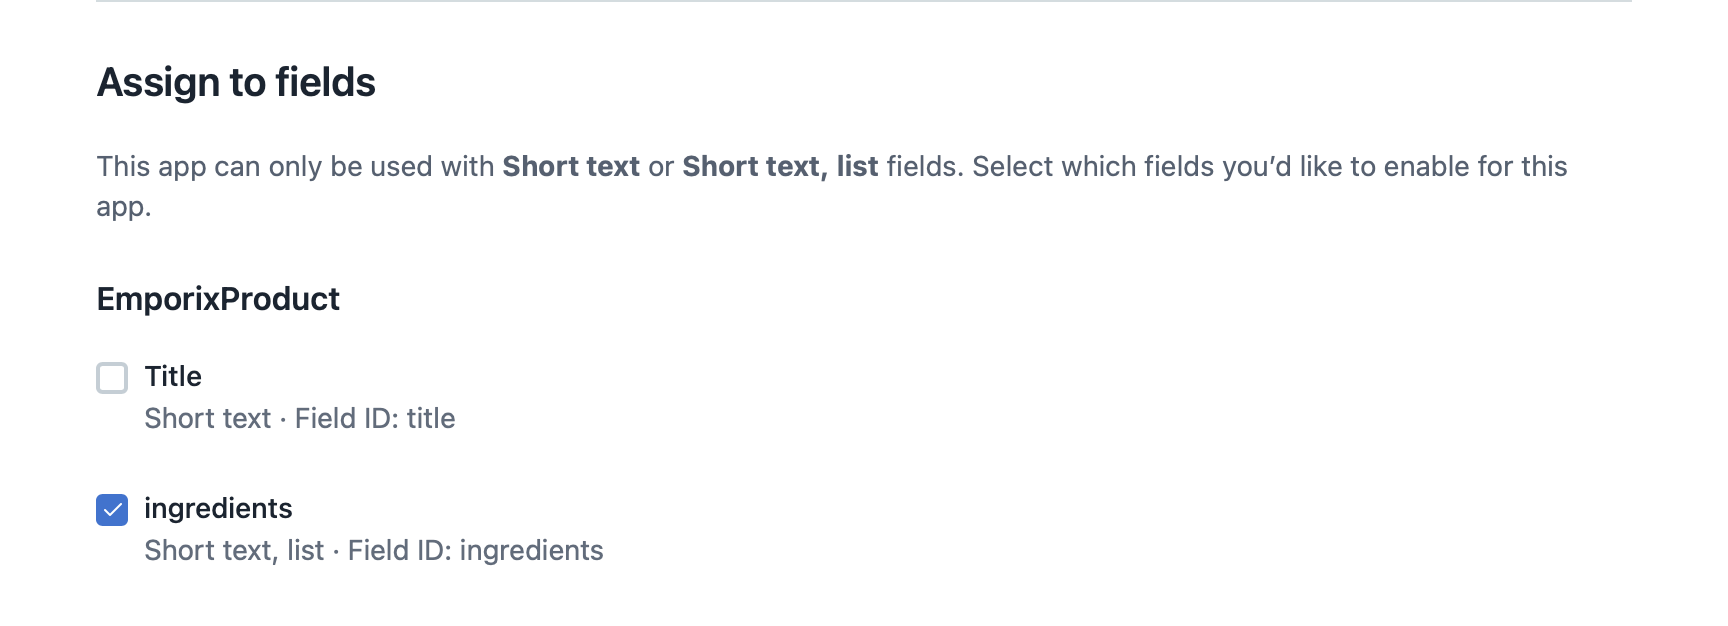 Assign to fields
This app can only be used with Short text or Short text, list fields. Select which fields you’d like to enable for this
app.
EmporixProduct
Title
Short text · Field ID: title
ingredients
Short text, list · Field ID: ingredients